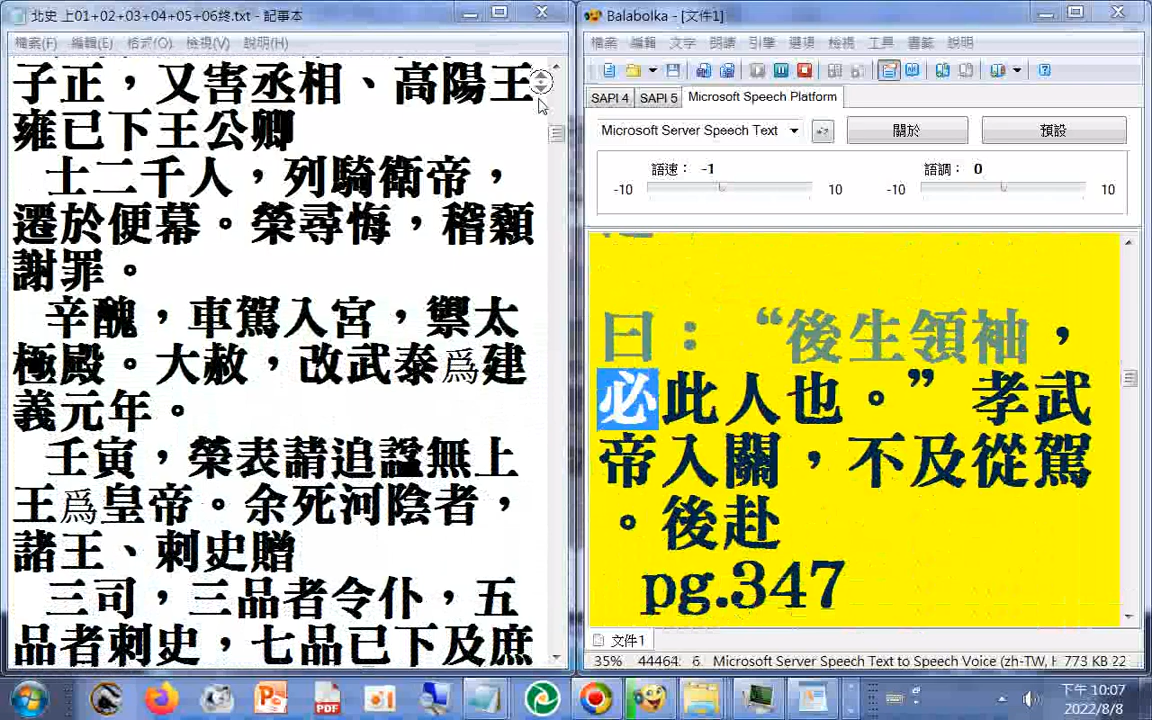 北史 上01+02+03+04+05+06终.txt - 記事本
檔案(F) 編輯(E) 格式(O) 檢視(V) 說明(H)
子正，又害丞相、高陽王
雍已下王公卿
士二千人，列騎衛帝，
遷於便幕。榮尋悔，稽顙
謝罪。
辛醜，車駕入宮，禦太
極殿。大赦，改武泰爲建
義元年。
壬寅，榮表請追諡無上
王爲皇帝。余死河陰者，
諸王、刺史贈
三司，三品者令仆，五
品者刺史，七品已下及庶
Balabolka - [文件1]
檔案 編輯 文字 朗讀 引擎 選項 檢視 工具 書籤 說明
SAPI 4 SAPI 5 Microsoft Speech Platform
Microsoft Server Speech Text 關於 預設
語速： -1 語調： 0
-10 10 -10 10
曰：“後生領袖，
必此人也。”孝武
帝入關，不及從駕
。後赴
pg.347
文件1
35% 44464 6. Microsoft Server Speech Text to Speech Voice (zh-TW, H 773 KB 22
PDF
下午 10:07
2022/8/8